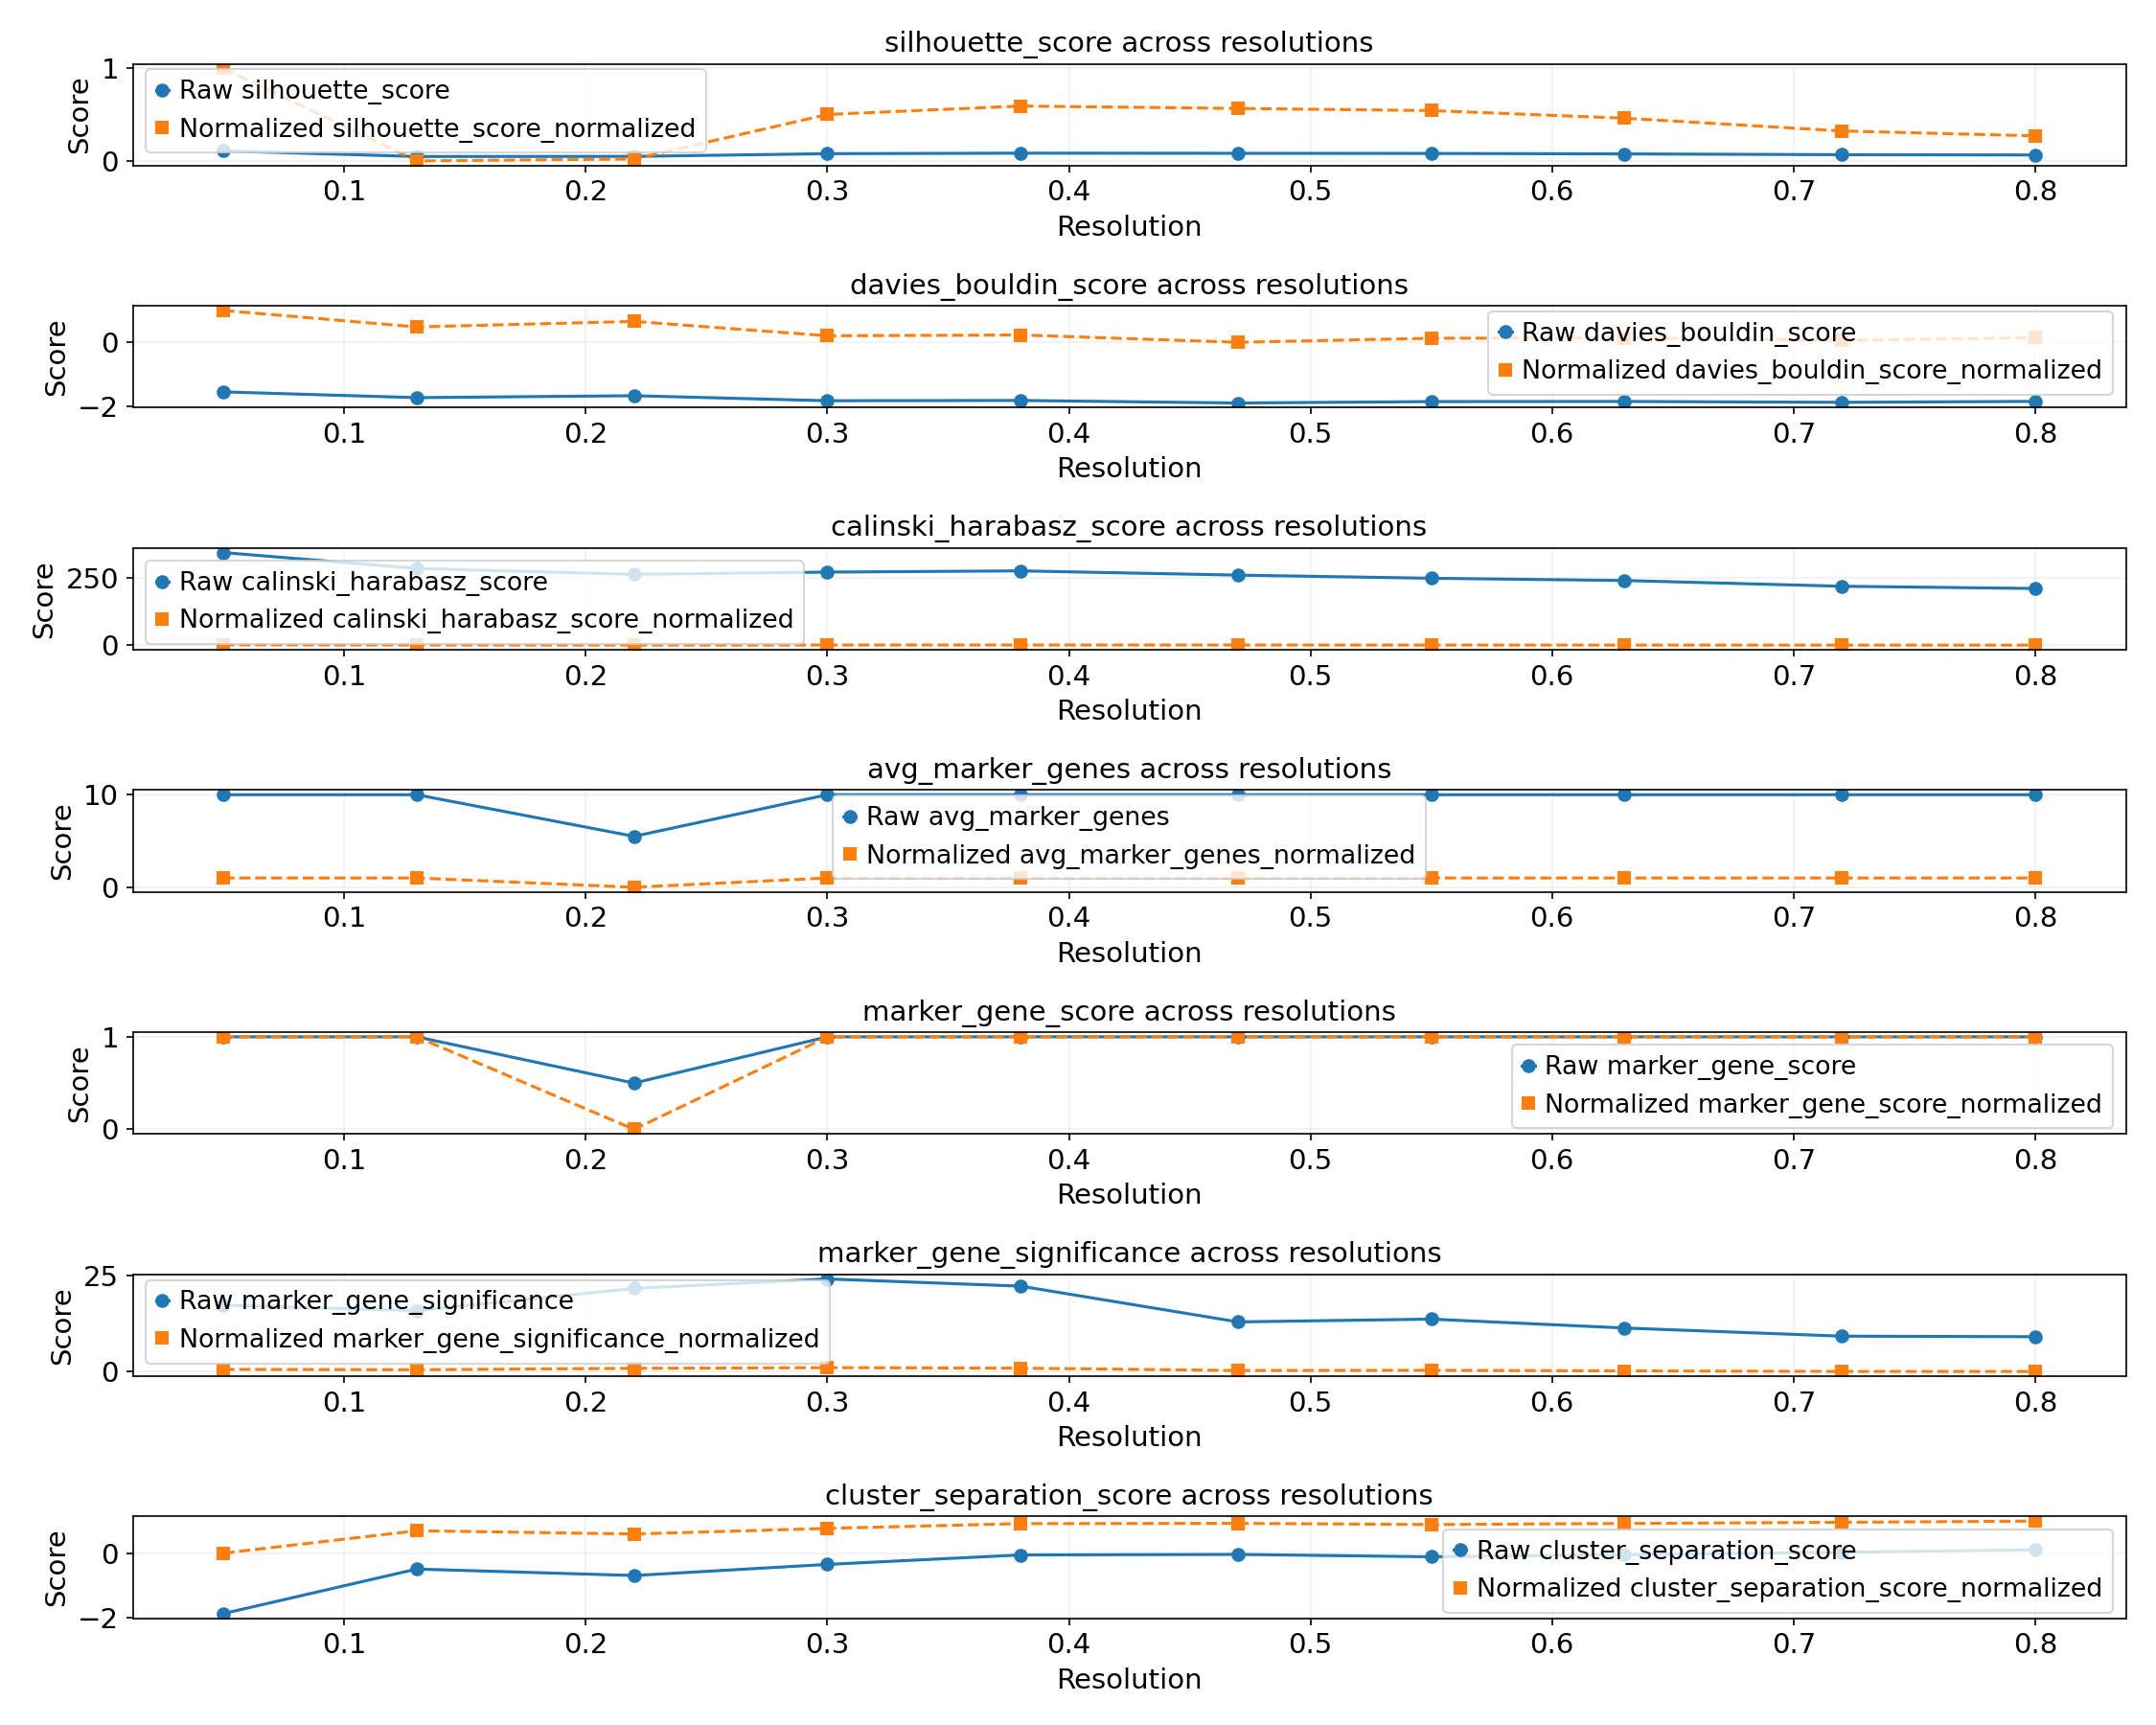 silhouette_score across resolutions
Score
1
0
Raw silhouette_score
Normalized silhouette_score_normalized
0.1 0.2 0.3 0.4 0.5 0.6 0.7 0.8
Resolution
davies_bouldin_score across resolutions
Score
0
−2
Raw davies_bouldin_score
Normalized davies_bouldin_score_normalized
0.1 0.2 0.3 0.4 0.5 0.6 0.7 0.8
Resolution
calinski_harabasz_score across resolutions
Score
250
0
Raw calinski_harabasz_score
Normalized calinski_harabasz_score_normalized
0.1 0.2 0.3 0.4 0.5 0.6 0.7 0.8
Resolution
avg_marker_genes across resolutions
Score
10
0
Raw avg_marker_genes
Normalized avg_marker_genes_normalized
0.1 0.2 0.3 0.4 0.5 0.6 0.7 0.8
Resolution
marker_gene_score across resolutions
Score
1
0
Raw marker_gene_score
Normalized marker_gene_score_normalized
0.1 0.2 0.3 0.4 0.5 0.6 0.7 0.8
Resolution
marker_gene_significance across resolutions
Score
25
0
Raw marker_gene_significance
Normalized marker_gene_significance_normalized
0.1 0.2 0.3 0.4 0.5 0.6 0.7 0.8
Resolution
cluster_separation_score across resolutions
Score
0
−2
Raw cluster_separation_score
Normalized cluster_separation_score_normalized
0.1 0.2 0.3 0.4 0.5 0.6 0.7 0.8
Resolution